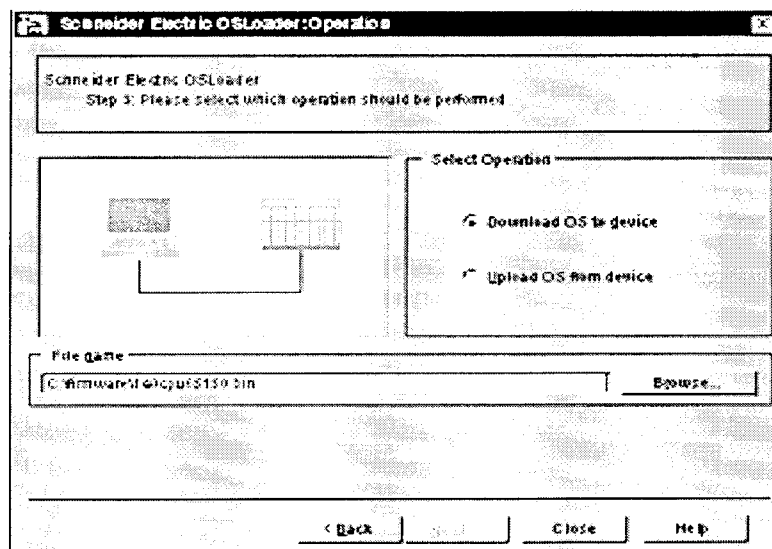 Schneider Electric OSLoader:Operation
Schneider Electric OSLoader
Step 3: Please select which operation should be performed
Select Operation
Download OS to device
Upload OS from device
File name
Browse...
< Back
Close
Help